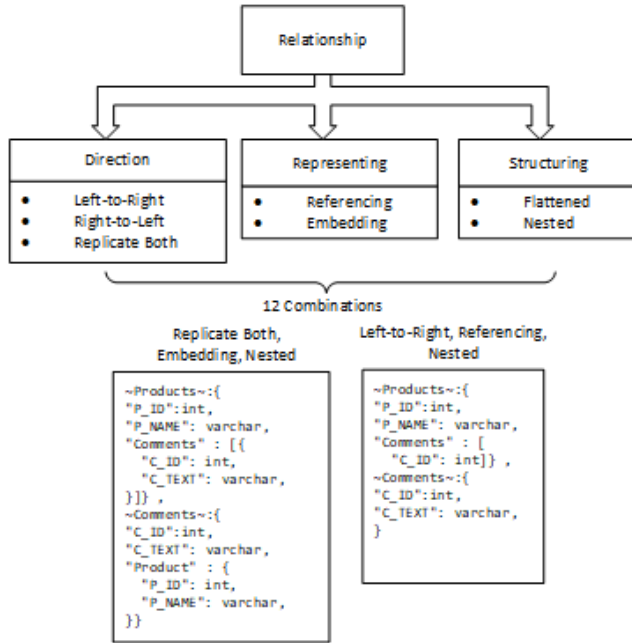 Relationship
Direction
● Left-to-Right
● Right-to-Left
● Replicate Both
Representing
● Referencing
● Embedding
Structuring
● Flattened
● Nested
12 Combinations
Replicate Both,
Embedding, Nested
~Products~:{
"P_ID":int,
"P_NAME": varchar,
"Comments" : [{
"C_ID": int,
"C_TEXT": varchar,
}]} ,
~Comments~:{
"C_ID":int,
"C_TEXT": varchar,
"Product" : {
"P_ID": int,
"P_NAME": varchar,
}}
Left-to-Right, Referencing,
Nested
~Products~:{
"P_ID":int,
"P_NAME": varchar,
"Comments" : [
"C_ID": int]} ,
~Comments~:{
"C_ID":int,
"C_TEXT": varchar,
}